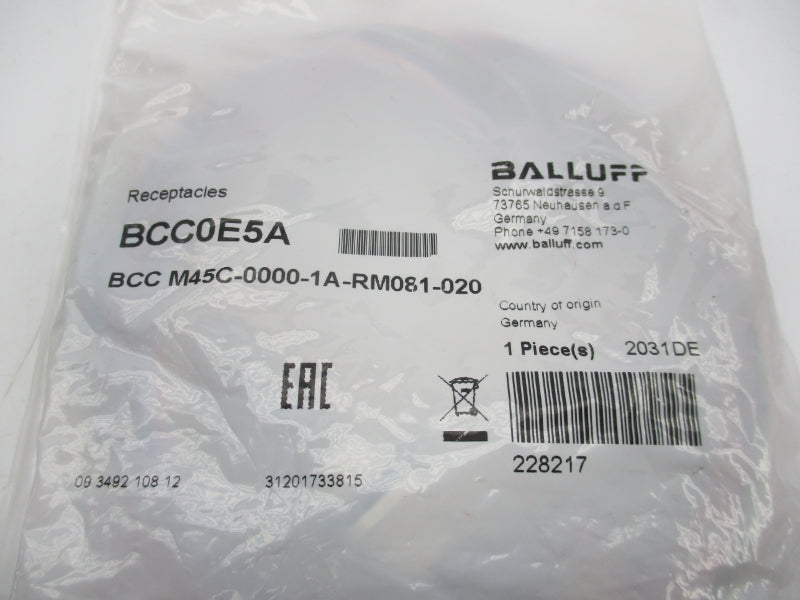 Receptacles
BCC0E5A
BCC M45C-0000-1A-RM081-020
BALLUFF
Schurwaldstrasse 9
73765 Neuhausen a.d.F
Germany
Phone +49 7158 173-0
www.balluff.com
Country of origin
Germany
1 Piece(s) 2031DE
EAC
228217
09 3492 108 12
31201733815